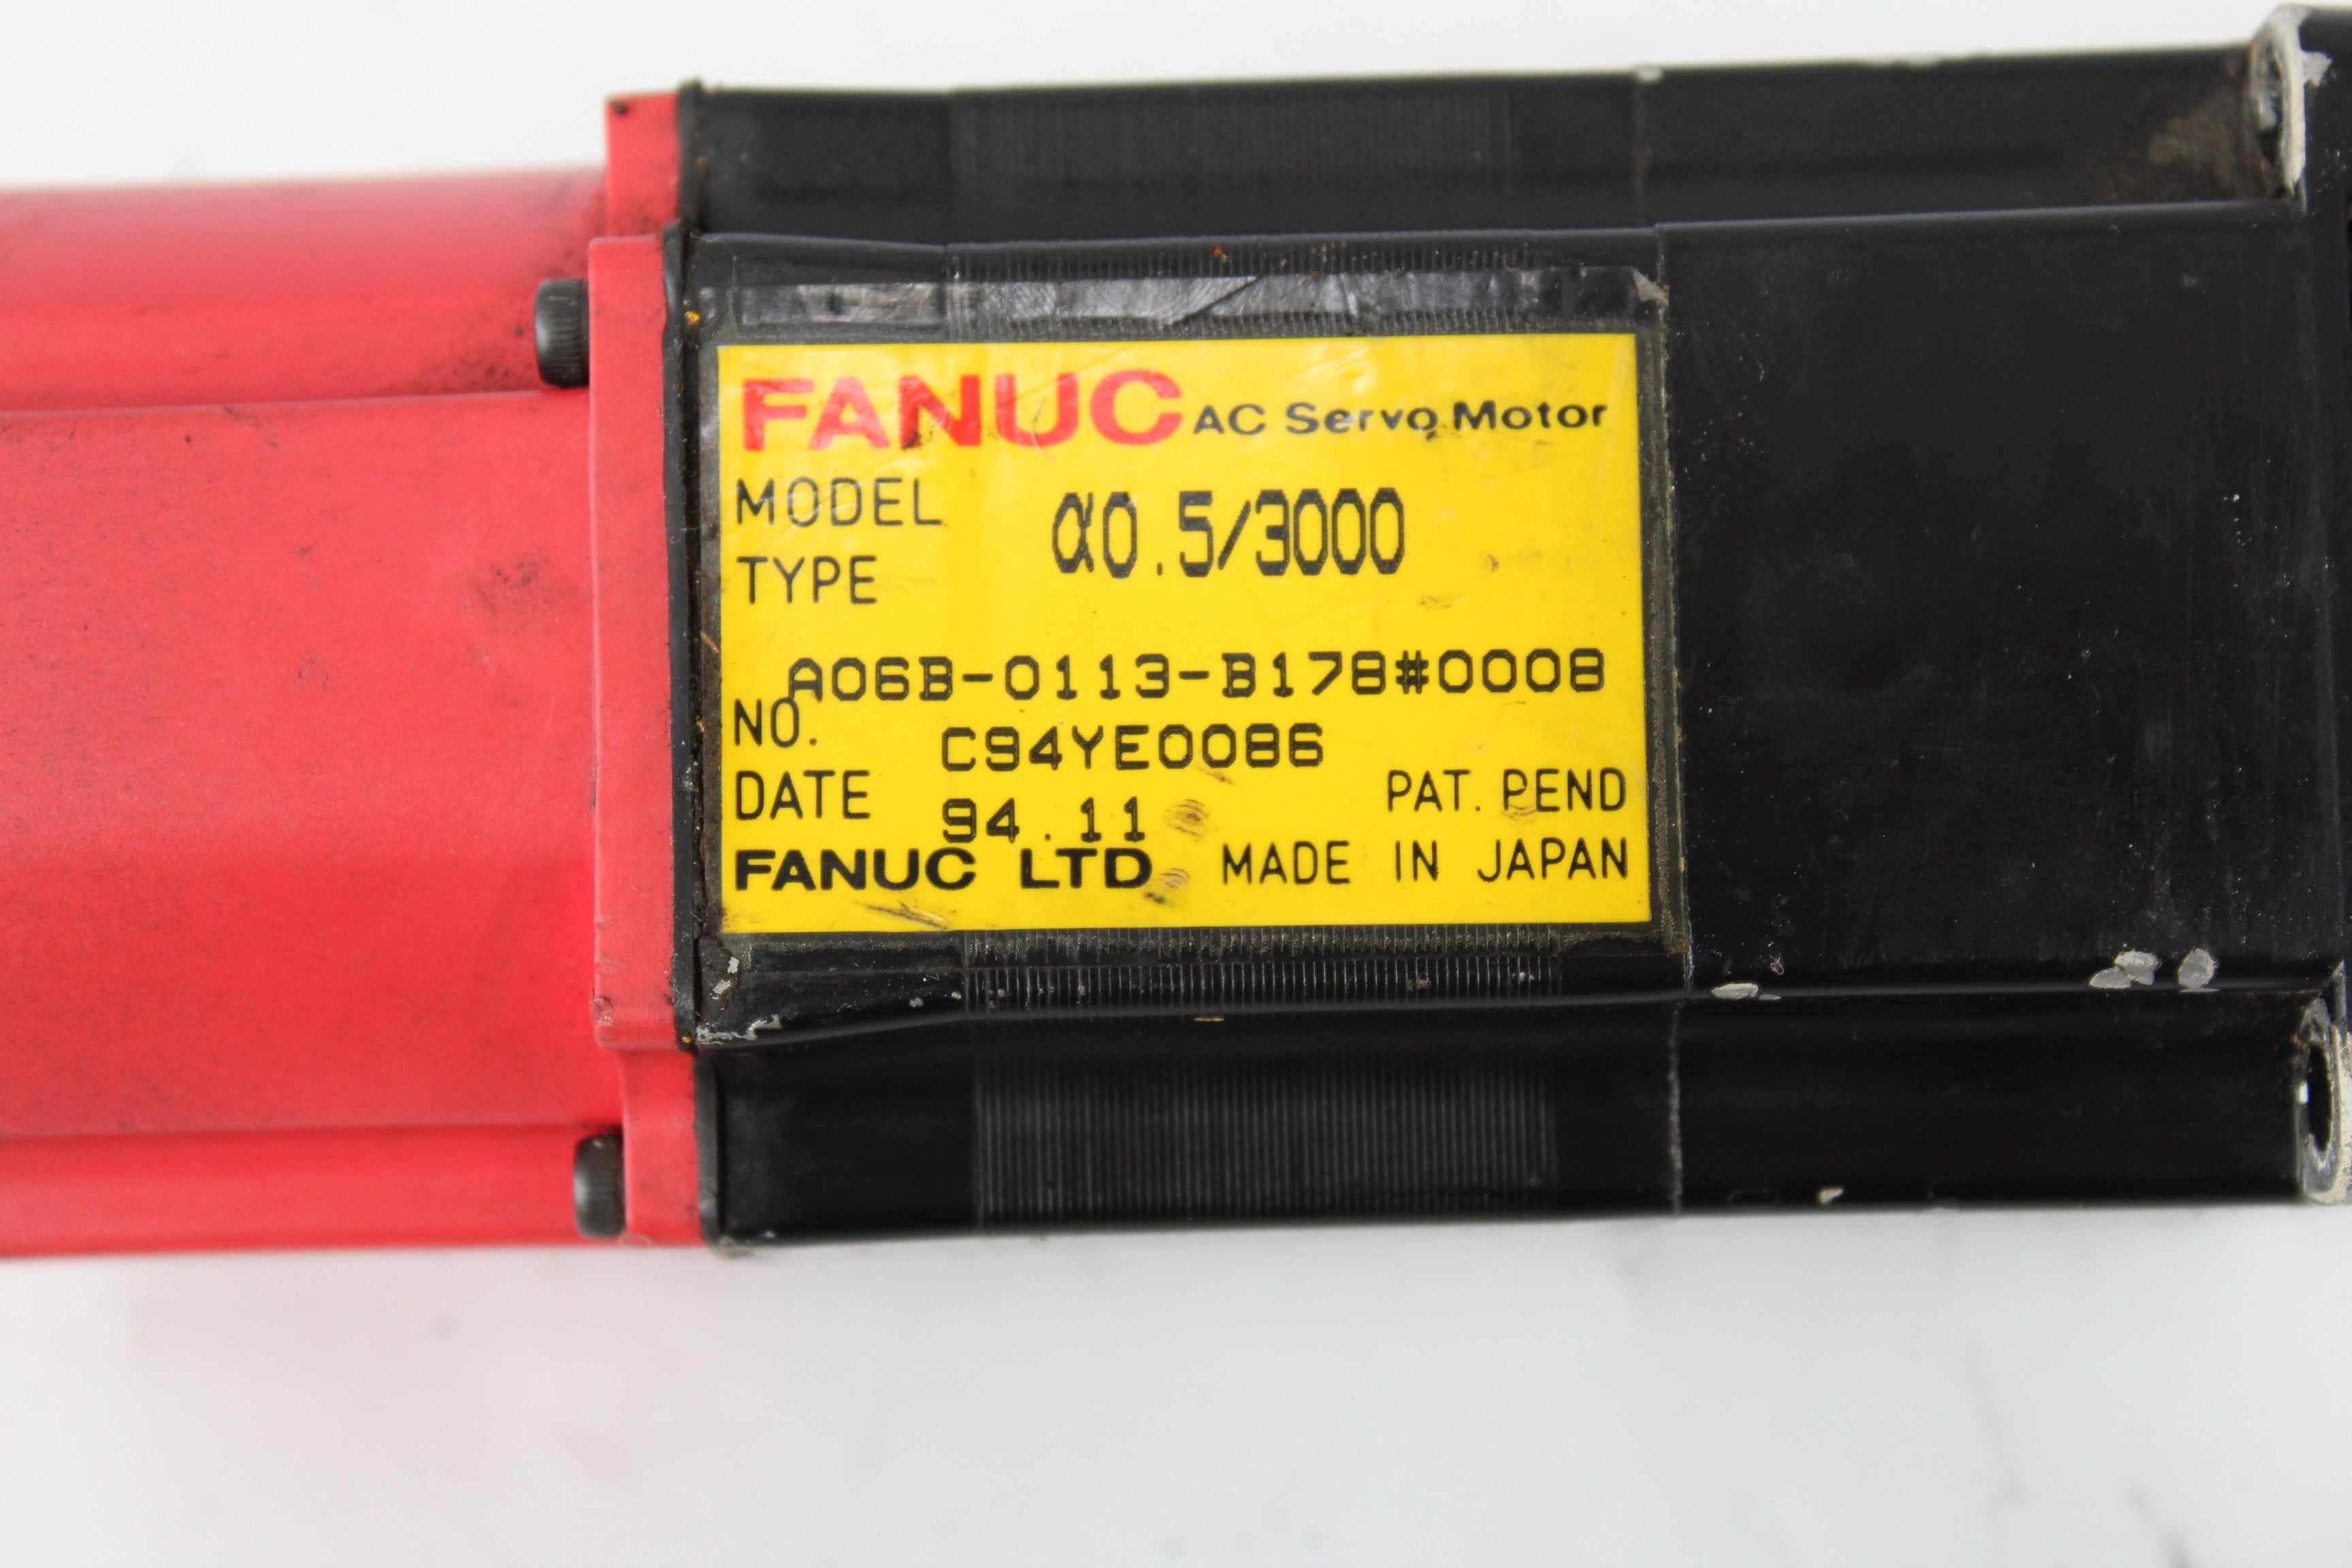 FANUC AC Servo Motor
MODEL α0.5/3000
TYPE
A06B-0113-B178#0008
NO. C94YE0086
DATE 94.11 PAT. PEND
FANUC LTD MADE IN JAPAN